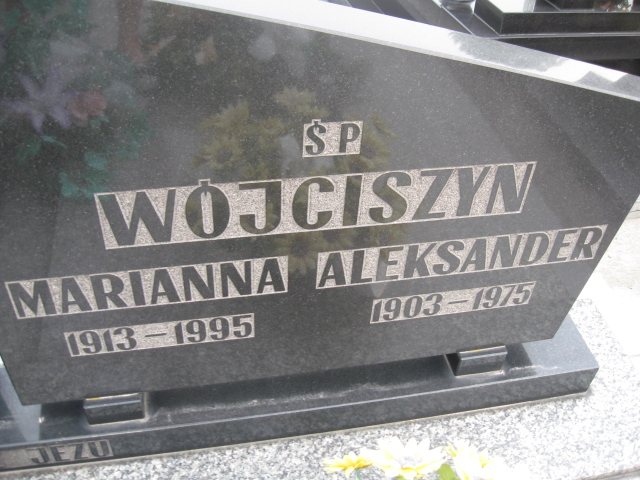 ŚP
WÓJCISZYN
MARIANNA ALEKSANDER
1913-1995 1903-1975
JEZU